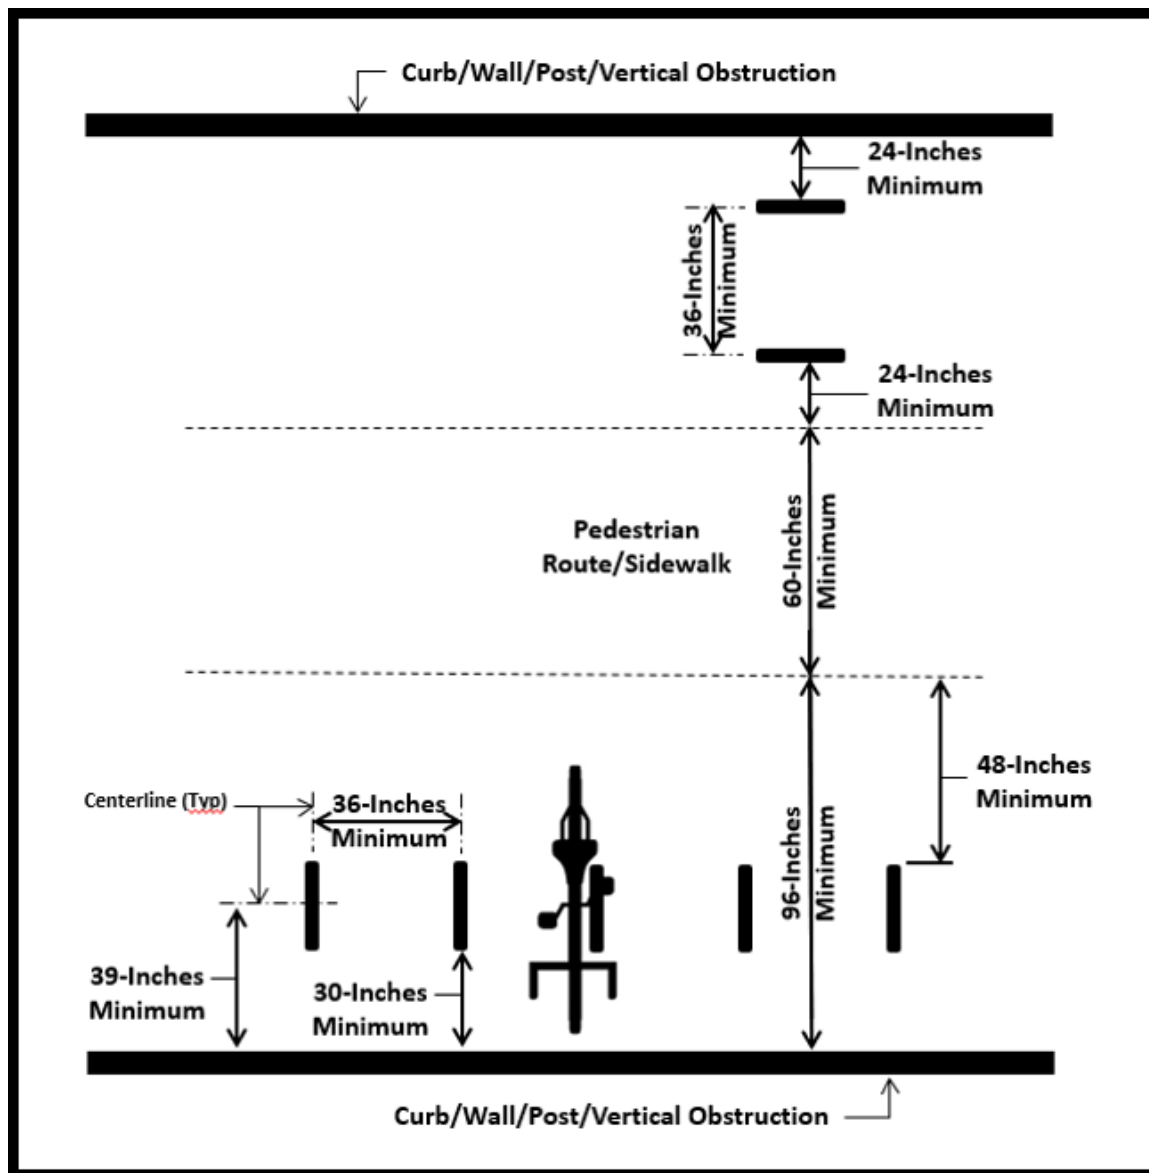 Curb/Wall/Post/Vertical Obstruction
24-Inches
Minimum
36-Inches
Minimum
24-Inches
Minimum
Pedestrian
Route/Sidewalk
60-Inches
Minimum
48-Inches
Minimum
Centerline (Typ)
36-Inches
Minimum
96-Inches
Minimum
39-Inches
Minimum
30-Inches
Minimum
Curb/Wall/Post/Vertical Obstruction